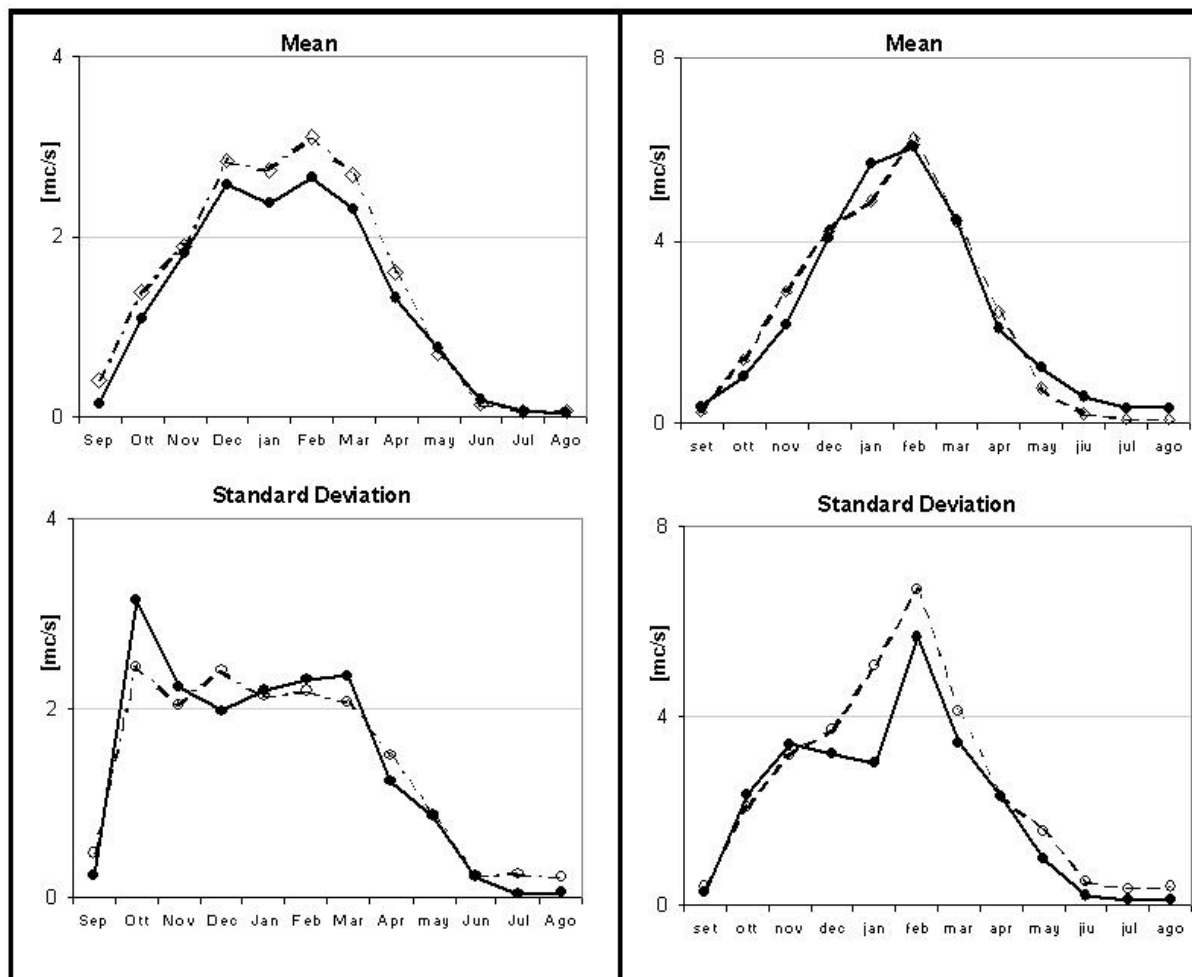 Mean
4
2
0
[mc/s]
Sep Ott Nov Dec jan Feb Mar Apr may Jun Jul Ago
Standard Deviation
4
2
0
[mc/s]
Sep Ott Nov Dec Jan Feb Mar Apr may Jun Jul Ago
Mean
8
4
0
[mc/s]
set ott nov dec jan feb mar apr may jiu jul ago
Standard Deviation
8
4
0
[mc/s]
set ott nov dec jan feb mar apr may jiu jul ago